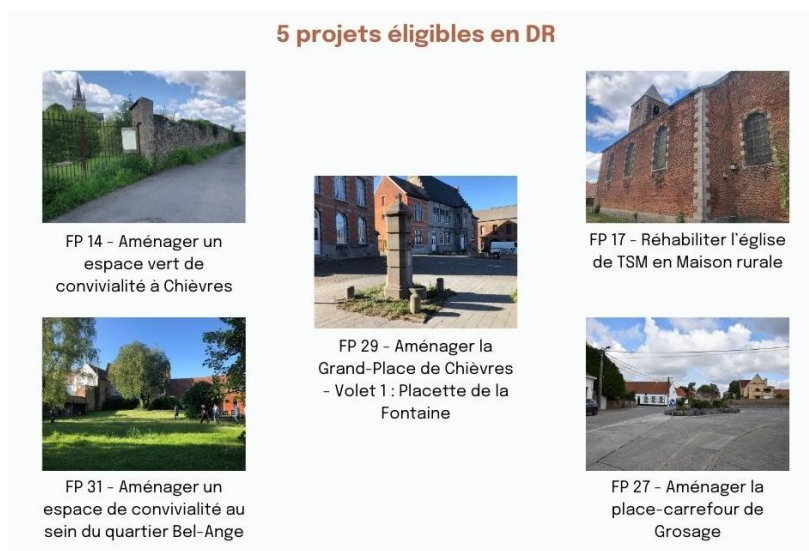 5 projets éligibles en DR
FP 14 - Aménager un
espace vert de
convivialité à Chièvres
FP 29 - Aménager la
Grand-Place de Chièvres
- Volet 1 : Placette de la
Fontaine
FP 17 - Réhabiliter l'église
de TSM en Maison rurale
FP 31 - Aménager un
espace de convivialité au
sein du quartier Bel-Ange
FP 27 - Aménager la
place-carrefour de
Grosage